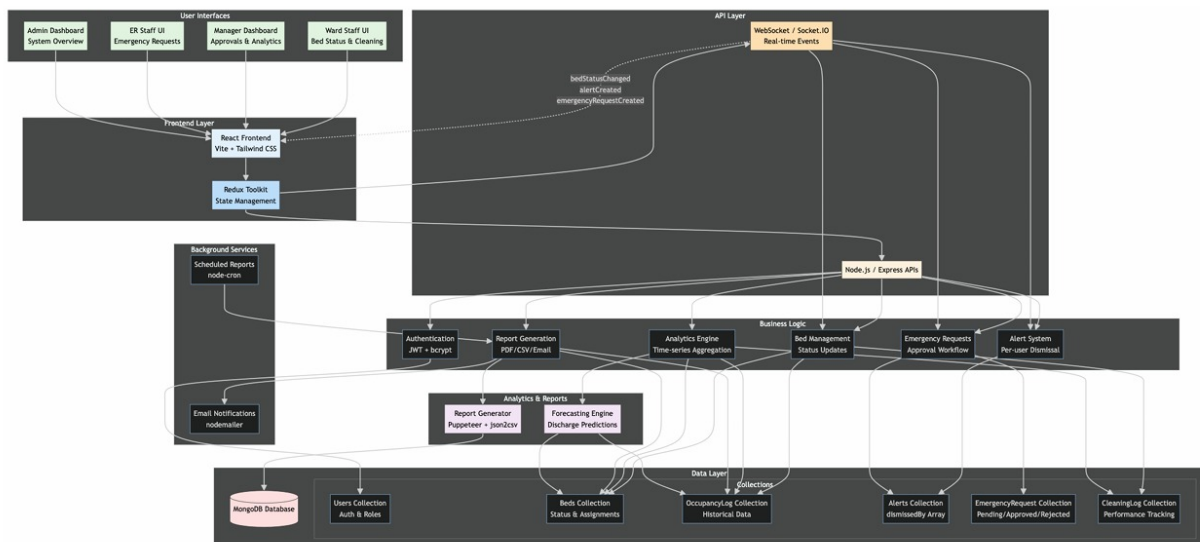 User Interfaces
Admin Dashboard
System Overview
ER Staff UI
Emergency Requests
Manager Dashboard
Approvals & Analytics
Ward Staff UI
Bed Status & Cleaning
API Layer
WebSocket / Socket.IO
Real-time Events
bedStatusChanged
alertCreated
emergencyRequestCreated
Frontend Layer
React Frontend
Vite + Tailwind CSS
Redux Toolkit
State Management
Background Services
Scheduled Reports
node-cron
Node.js / Express APIs
Business Logic
Authentication
JWT + bcrypt
Report Generation
PDF/CSV/Email
Analytics Engine
Time-series Aggregation
Bed Management
Status Updates
Emergency Requests
Approval Workflow
Alert System
Per-user Dismissal
Email Notifications
nodemailer
Analytics & Reports
Report Generator
Puppeteer + json2csv
Forecasting Engine
Discharge Predictions
Data Layer
Collections
MongoDB Database
Users Collection
Auth & Roles
Beds Collection
Status & Assignments
OccupancyLog Collection
Historical Data
Alerts Collection
dismissedBy Array
EmergencyRequest Collection
Pending/Approved/Rejected
CleaningLog Collection
Performance Tracking